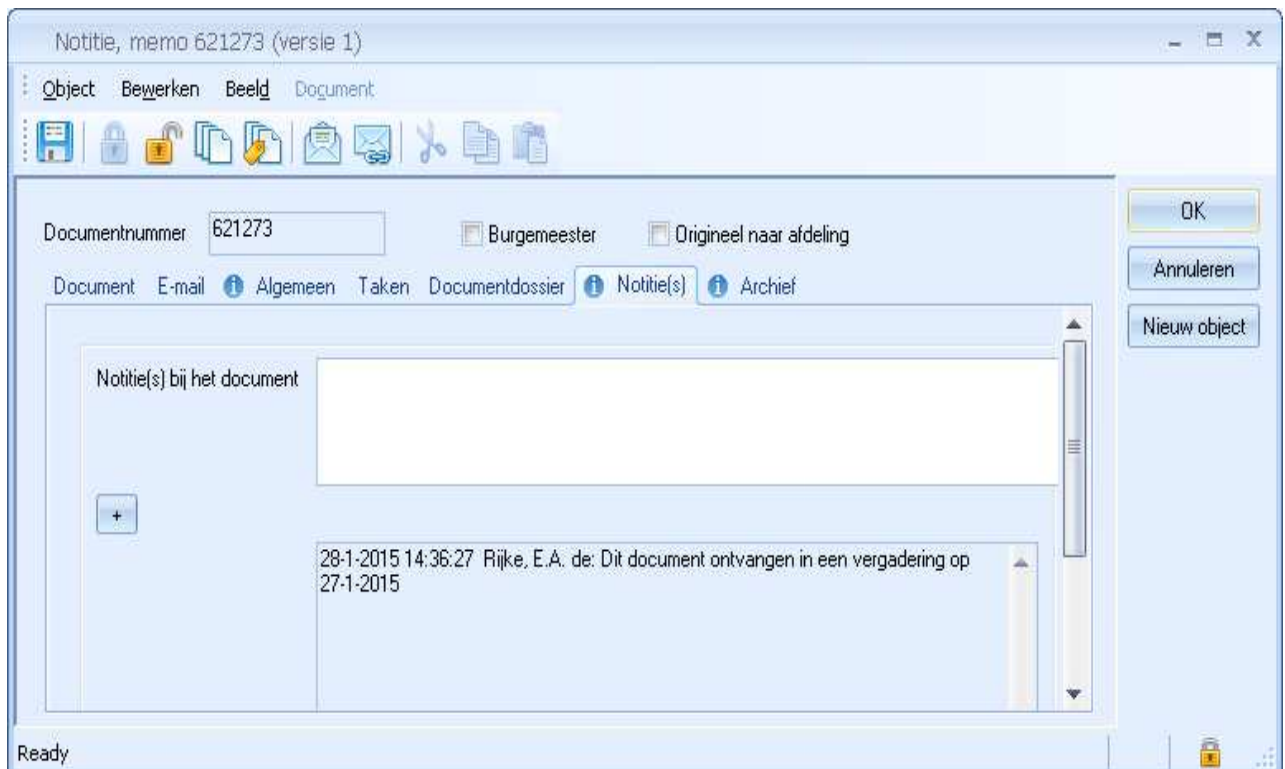 Notitie, memo 621273 (versie 1)
Object Bewerken Beeld Document
Documentnummer 621273 Burgemeester Origineel naar afdeling
OK
Annuleren
Nieuw object
Document E-mail Algemeen Taken Documentdossier Notitie(s) Archief
Notitie(s) bij het document
+
28-1-2015 14:36:27 Rijke, E.A. de: Dit document ontvangen in een vergadering op
27-1-2015
Ready